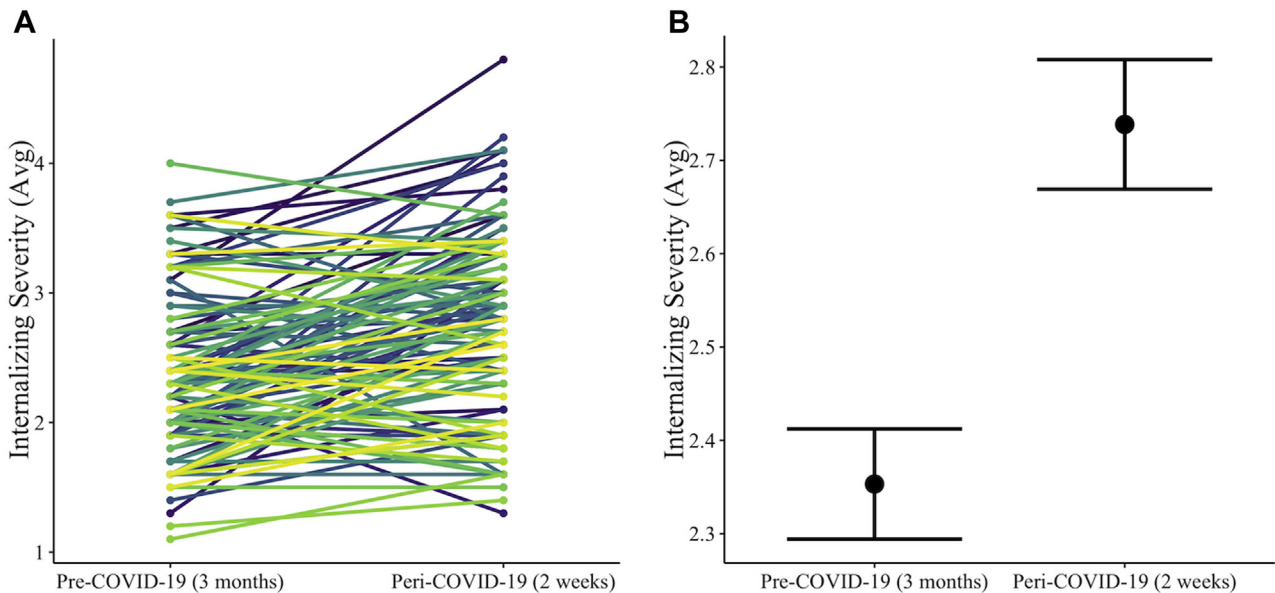 A
Internalizing Severity (Avg)
4
3
2
1
Pre-COVID-19 (3 months)
Peri-COVID-19 (2 weeks)
B
Internalizing Severity (Avg)
2.8
2.7
2.6
2.5
2.4
2.3
Pre-COVID-19 (3 months)
Peri-COVID-19 (2 weeks)